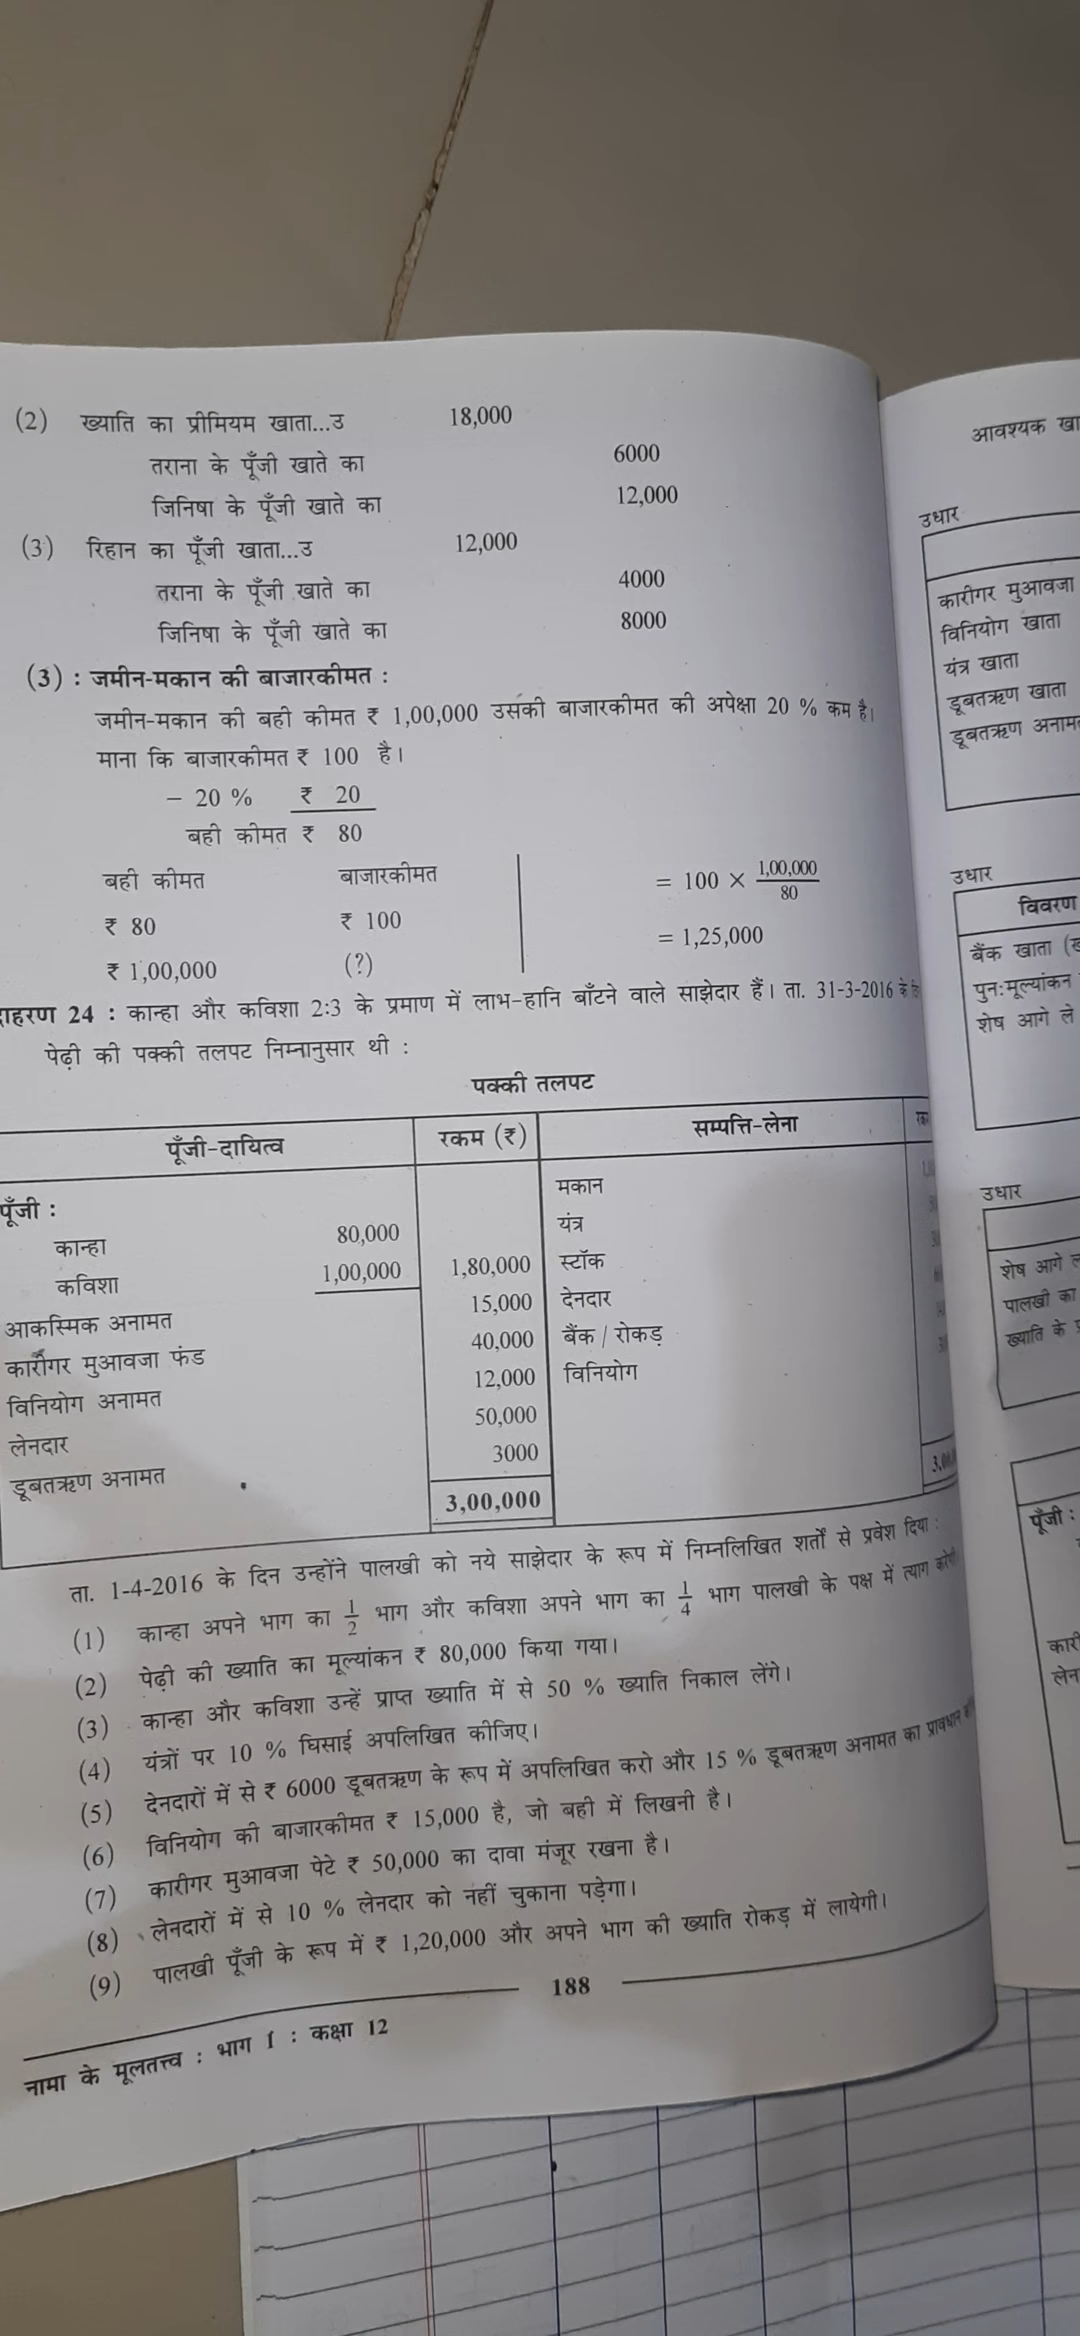 (2) ख्याति का प्रीमियम खाता...उ 18,000
तराना के पूँजी खाते का 6000
जिनिषा के पूँजी खाते का 12,000
(3) रिहान का पूँजी खाता...उ 12,000
तराना के पूँजी खाते का 4000
जिनिषा के पूँजी खाते का 8000
(3) : जमीन-मकान की बाजारकीमत :
जमीन-मकान की बही कीमत ₹ 1,00,000 उसकी बाजारकीमत की अपेक्षा 20 % कम है।
माना कि बाजारकीमत ₹ 100 है।
– 20 % ₹ 20
बही कीमत ₹ 80
बही कीमत बाजारकीमत = 100 × 1,00,000/80
₹ 80 ₹ 100 = 1,25,000
₹ 1,00,000 (?)
हरण 24 : कान्हा और कविशा 2:3 के प्रमाण में लाभ-हानि बाँटने वाले साझेदार हैं। ता. 31-3-2016 के
पेढ़ी की पक्की तलपट निम्नानुसार थी :
पक्की तलपट
पूँजी-दायित्व रकम (₹) सम्पत्ति-लेना
पूँजी : मकान
कान्हा 80,000 यंत्र
कविशा 1,00,000 1,80,000 स्टॉक
आकस्मिक अनामत 15,000 देनदार
कारीगर मुआवजा फंड 40,000 बैंक / रोकड़
विनियोग अनामत 12,000 विनियोग
लेनदार 50,000
डूबतऋण अनामत 3000
3,00,000
ता. 1-4-2016 के दिन उन्होंने पालखी को नये साझेदार के रूप में निम्नलिखित शर्तों से प्रवेश दिया :
(1) कान्हा अपने भाग का 1/2 भाग और कविशा अपने भाग का 1/4 भाग पालखी के पक्ष में त्याग
(2) पेढ़ी की ख्याति का मूल्यांकन ₹ 80,000 किया गया।
(3) कान्हा और कविशा उन्हें प्राप्त ख्याति में से 50 % ख्याति निकाल लेंगे।
(4) यंत्रों पर 10 % घिसाई अपलिखित कीजिए।
(5) देनदारों में से ₹ 6000 डूबतऋण के रूप में अपलिखित करो और 15 % डूबतऋण अनामत का प्रावधान
(6) विनियोग की बाजारकीमत ₹ 15,000 है, जो बही में लिखनी है।
(7) कारीगर मुआवजा पेटे ₹ 50,000 का दावा मंजूर रखना है।
(8) लेनदारों में से 10 % लेनदार को नहीं चुकाना पड़ेगा।
(9) पालखी पूँजी के रूप में ₹ 1,20,000 और अपने भाग की ख्याति रोकड़ में लायेगी।
188
नामा के मूलतत्त्व : भाग I : कक्षा 12
आवश्यक
उधार
कारीगर मुआवजा
विनियोग खाता
यंत्र खाता
डूबतऋण खाता
डूबतऋण
उधार
विवरण
बैंक खाता
पुनःमूल्यांकन
शेष आगे ले
उधार
शेष आगे
पालखी का
ख्याति के
पूँजी :